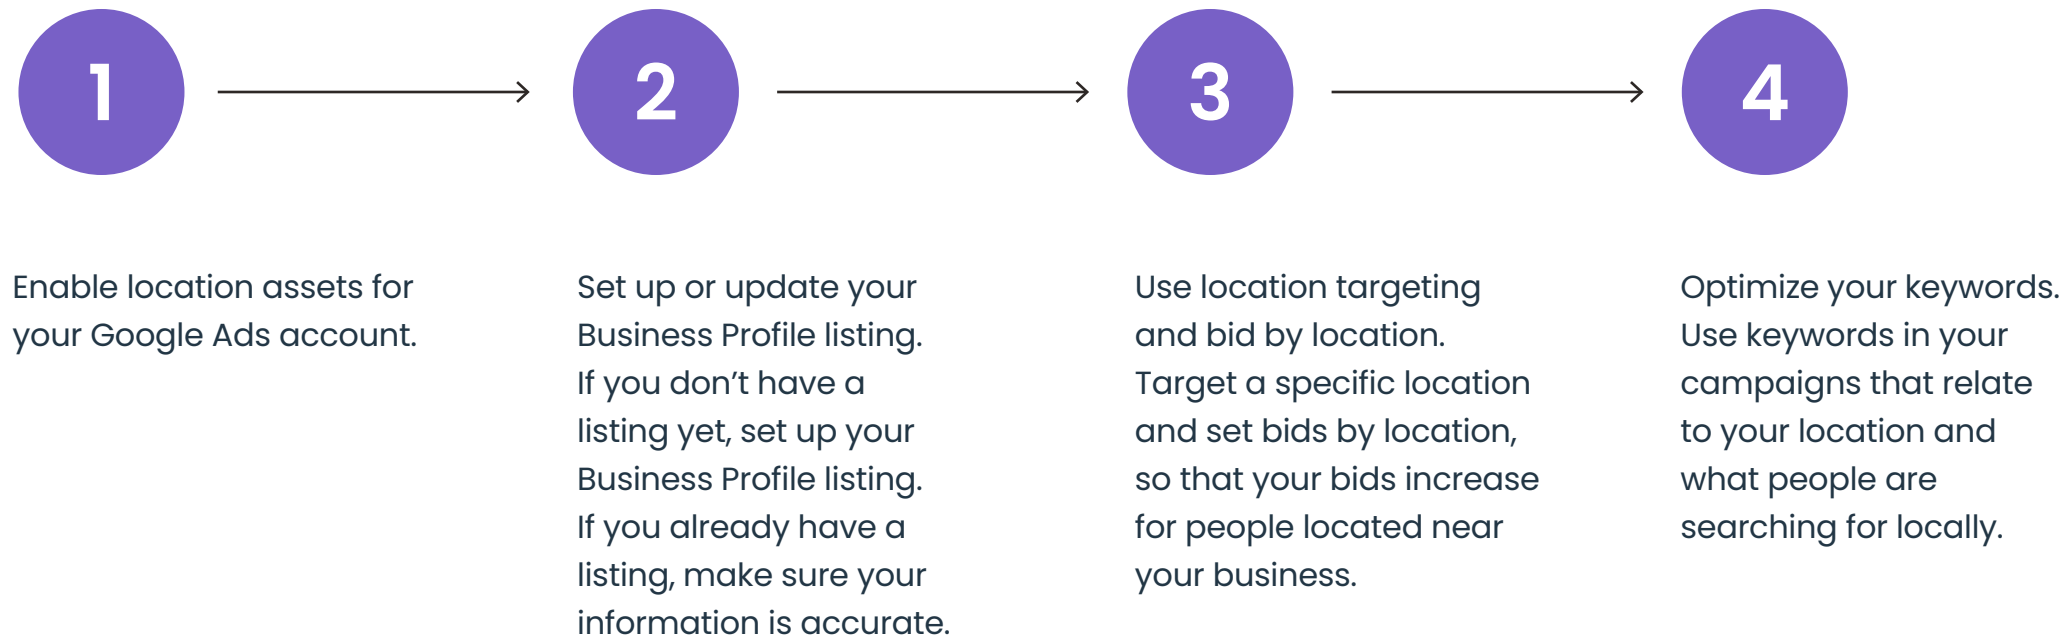 1
2
3
4
Enable location assets for
your Google Ads account.
Set up or update your
Business Profile listing.
If you don’t have a
listing yet, set up your
Business Profile listing.
If you already have a
listing, make sure your
information is accurate.
Use location targeting
and bid by location.
Target a specific location
and set bids by location,
so that your bids increase
for people located near
your business.
Optimize your keywords.
Use keywords in your
campaigns that relate
to your location and
what people are
searching for locally.